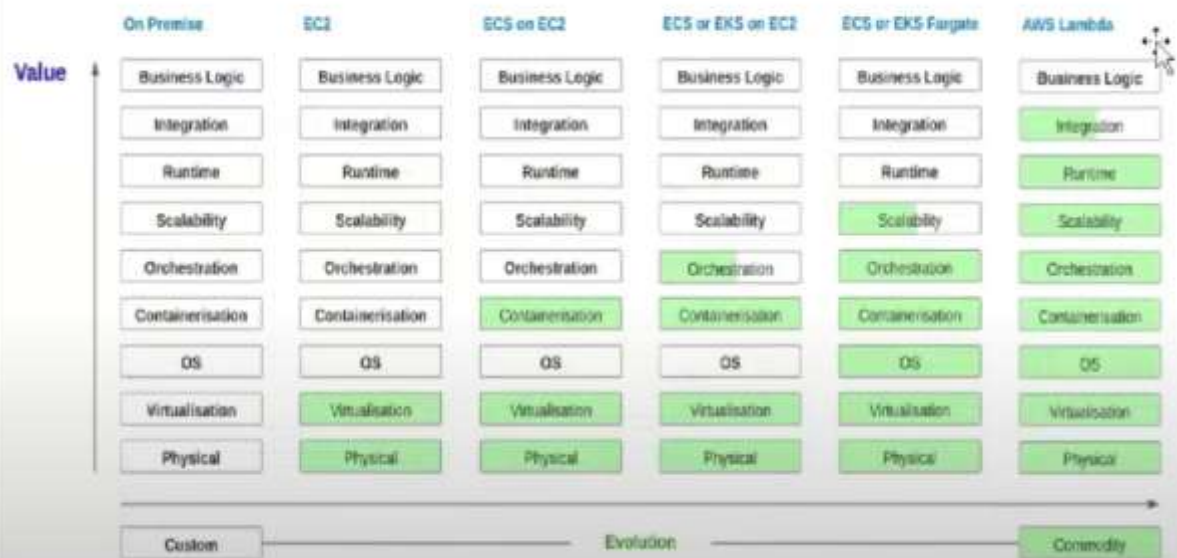 On Premise EC2 ECS on EC2 ECS or EKS on EC2 ECS or EKS Fargate AWS Lambda
Value Business Logic Business Logic Business Logic Business Logic Business Logic Business Logic
Integration Integration Integration Integration Integration Integration
Runtime Runtime Runtime Runtime Runtime Runtime
Scalability Scalability Scalability Scalability Scalability Scalability
Orchestration Orchestration Orchestration Orchestration Orchestration Orchestration
Containerisation Containerisation Containerisation Containerisation Containerisation Containerisation
OS OS OS OS OS OS
Virtualisation Virtualisation Virtualisation Virtualisation Virtualisation Virtualisation
Physical Physical Physical Physical Physical Physical
Custom Evolution Commodity